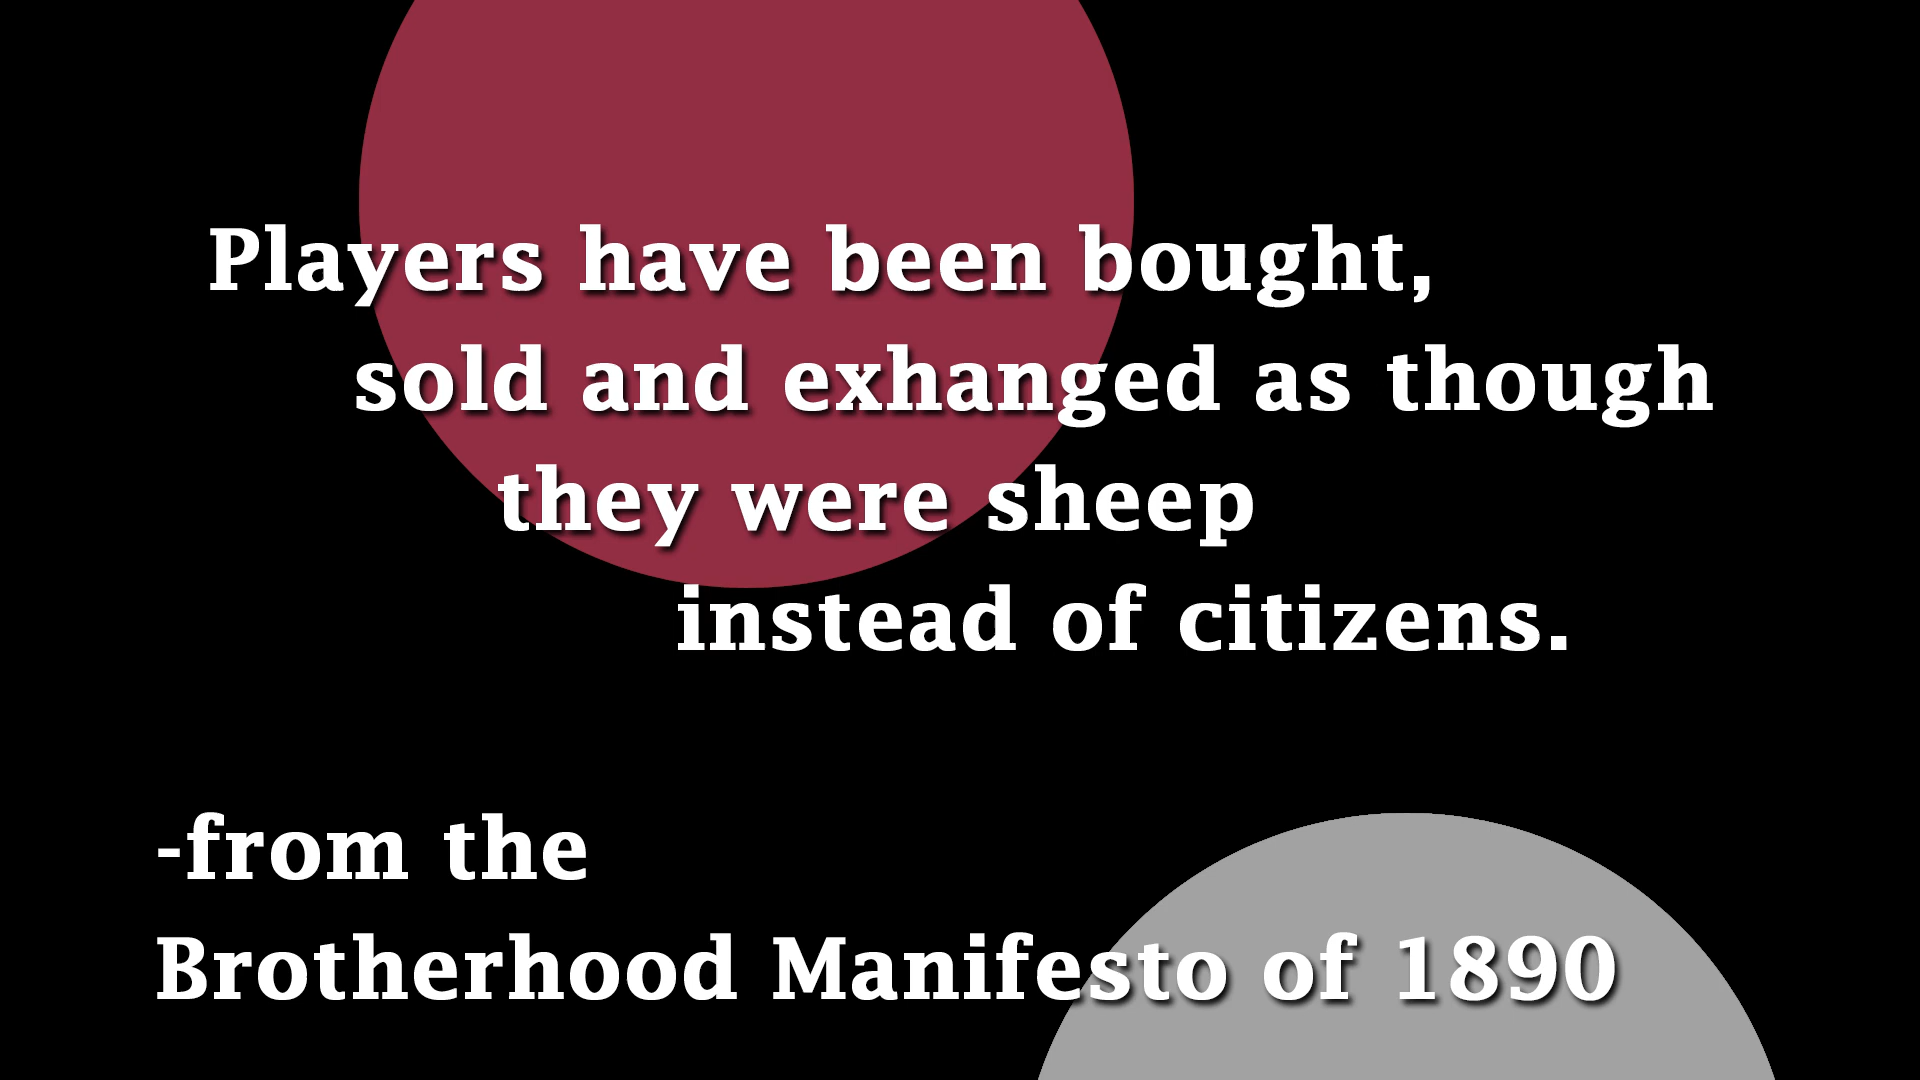 Players have been bought,
sold and exhanged as though
they were sheep
instead of citizens.
-from the
Brotherhood Manifesto of 1890